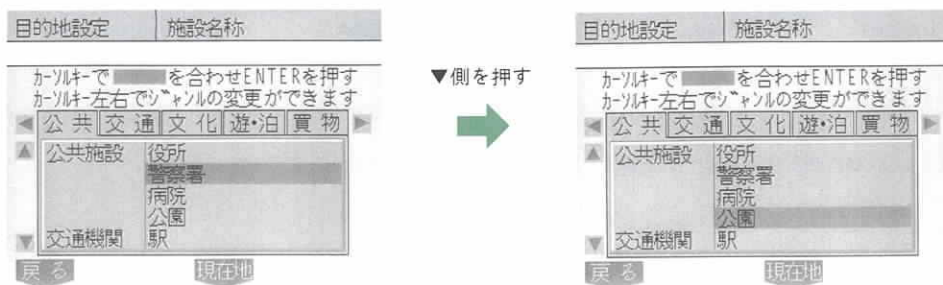 目的地設定 施設名称
カーソルキーで を合わせENTERを押す
カーソルキー左右でジャンルの変更ができます
◀ 公共 交通 文化 遊・泊 買物 ▶
▲ 公共施設 役所
警察署
病院
公園
▼ 交通機関 駅
戻る 現在地
▼側を押す
目的地設定 施設名称
カーソルキーで を合わせENTERを押す
カーソルキー左右でジャンルの変更ができます
◀ 公共 交通 文化 遊・泊 買物 ▶
▲ 公共施設 役所
警察署
病院
公園
▼ 交通機関 駅
戻る 現在地